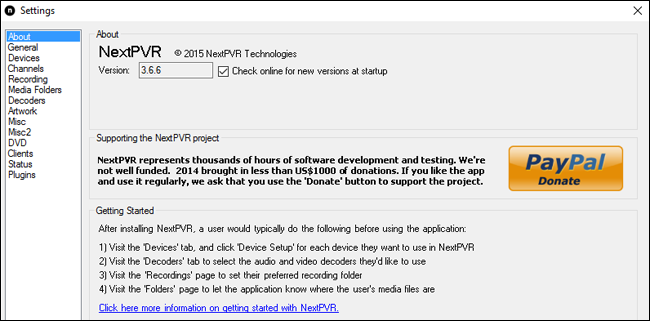 Settings
About
General
Devices
Channels
Recording
Media Folders
Decoders
Artwork
Misc
Misc2
DVD
Clients
Status
Plugins
About
NextPVR © 2015 NextPVR Technologies
Version: 3.6.6 Check online for new versions at startup
Supporting the NextPVR project
NextPVR represents thousands of hours of software development and testing. We're
not well funded. 2014 brought in less than US$1000 of donations. If you like the app
and use it regularly, we ask that you use the 'Donate' button to support the project.
PayPal
Donate
Getting Started
After installing NextPVR, a user would typically do the following before using the application:
1) Visit the 'Devices' tab, and click 'Device Setup' for each device they want to use in NextPVR
2) Visit the 'Decoders' tab to select the audio and video decoders they'd like to use
3) Visit the 'Recordings' page to set their preferred recording folder
4) Visit the 'Folders' page to let the application know where the user's media files are
Click here more information on getting started with NextPVR.